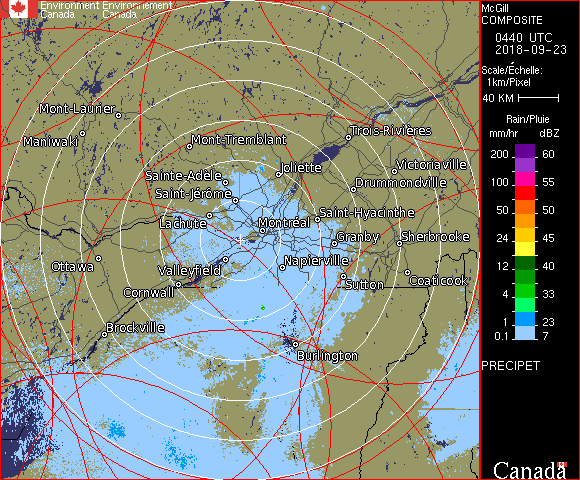 Environment Environnement
Canada Canada
McGill
COMPOSITE
0440 UTC
2018-09-23
Scale/Échelle:
1km/Pixel
40 KM
Rain/Pluie
mm/hr dBZ
200 60
100 55
50 50
24 45
12 40
4 33
1 23
0.1 7
PRECIPET
Canada
Mont-Laurier
Maniwaki
Mont-Tremblant
Trois-Rivières
Sainte-Adèle
Joliette
Victoriaville
Saint-Jérôme
Drummondville
Lachute
Montréal
Saint-Hyacinthe
Granby
Sherbrooke
Ottawa
Valleyfield
Napierville
Cornwall
Sutton
Coaticook
Brockville
Burlington